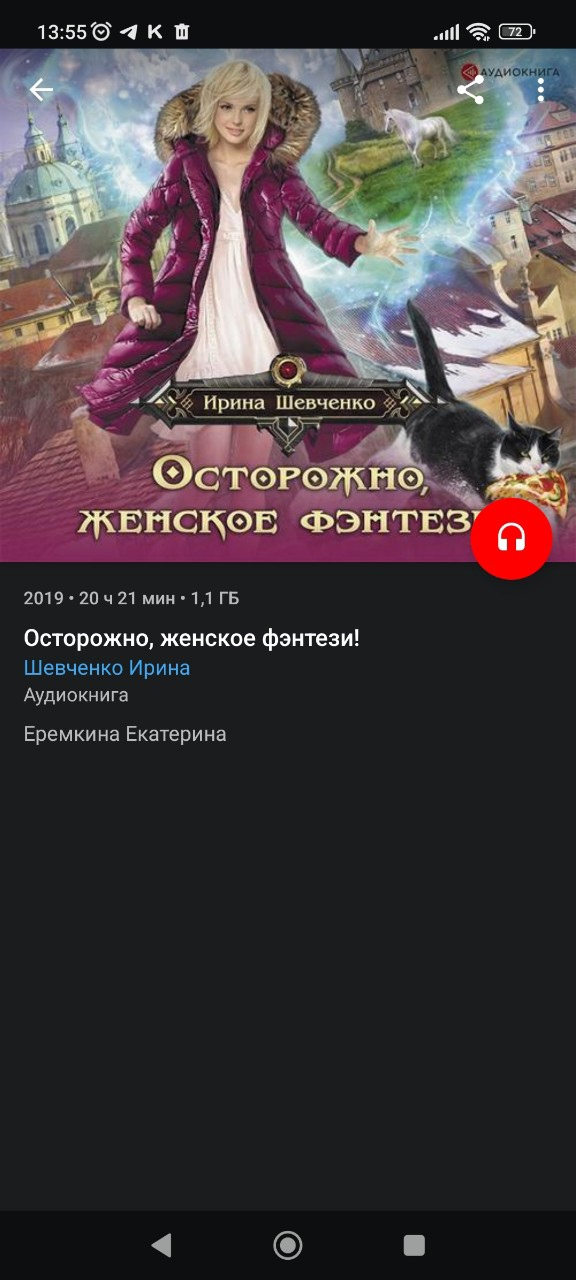 13:55
72
АУДИОКНИГА
Ирина Шевченко
Осторожно,
женское фэнтези
2019 • 20 ч 21 мин • 1,1 ГБ
Осторожно, женское фэнтези!
Шевченко Ирина
Аудиокнига
Еремкина Екатерина